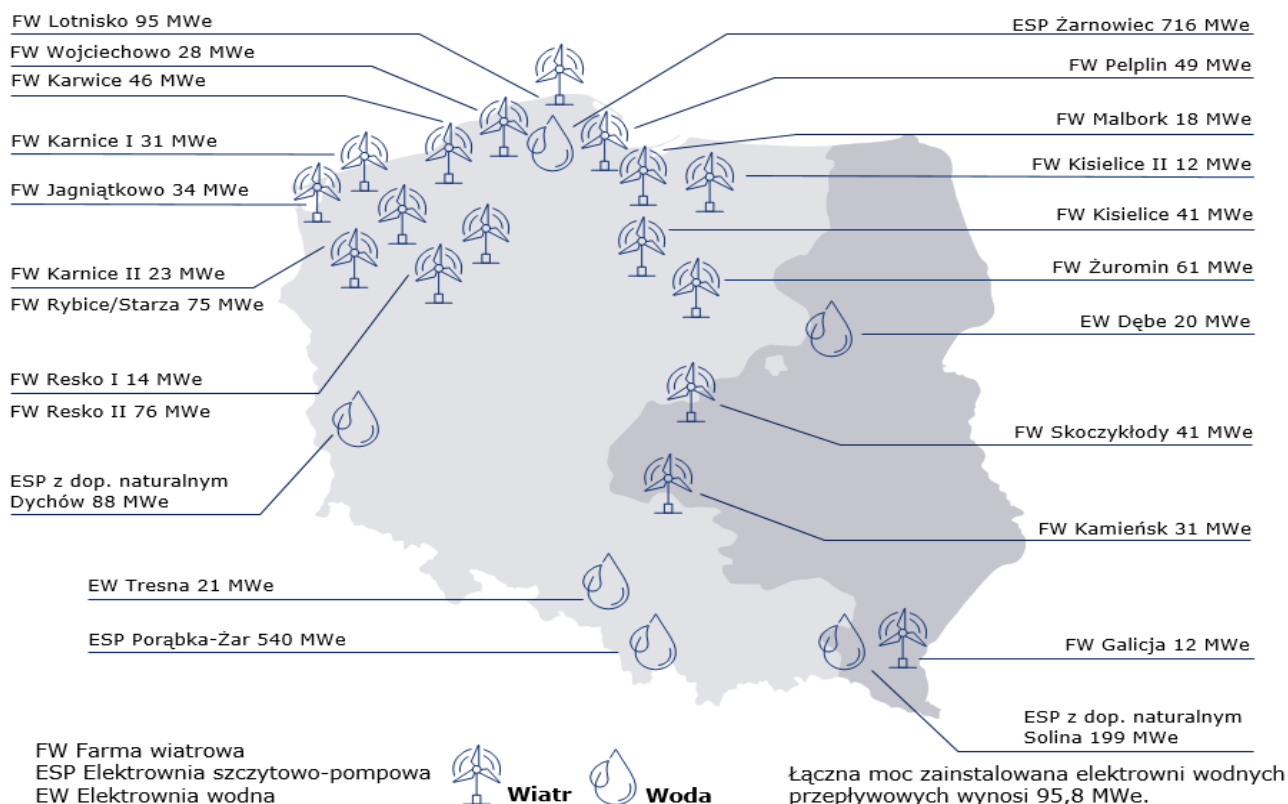 FW Lotnisko 95 MWe
FW Wojciechowo 28 MWe
FW Karwice 46 MWe
FW Karnice I 31 MWe
FW Jagniątkowo 34 MWe
FW Karnice II 23 MWe
FW Rybice/Starza 75 MWe
FW Resko I 14 MWe
FW Resko II 76 MWe
ESP z dop. naturalnym
Dychów 88 MWe
EW Tresna 21 MWe
ESP Porąbka-Żar 540 MWe
ESP Żarnowiec 716 MWe
FW Pelplin 49 MWe
FW Malbork 18 MWe
FW Kisielice II 12 MWe
FW Kisielice 41 MWe
FW Żuromin 61 MWe
EW Dębe 20 MWe
FW Skoczykłody 41 MWe
FW Kamieńsk 31 MWe
FW Galicja 12 MWe
ESP z dop. naturalnym
Solina 199 MWe
FW Farma wiatrowa
ESP Elektrownia szczytowo-pompowa
EW Elektrownia wodna
Wiatr
Woda
Łączna moc zainstalowana elektrowni wodnych
przepływowych wynosi 95,8 MWe.